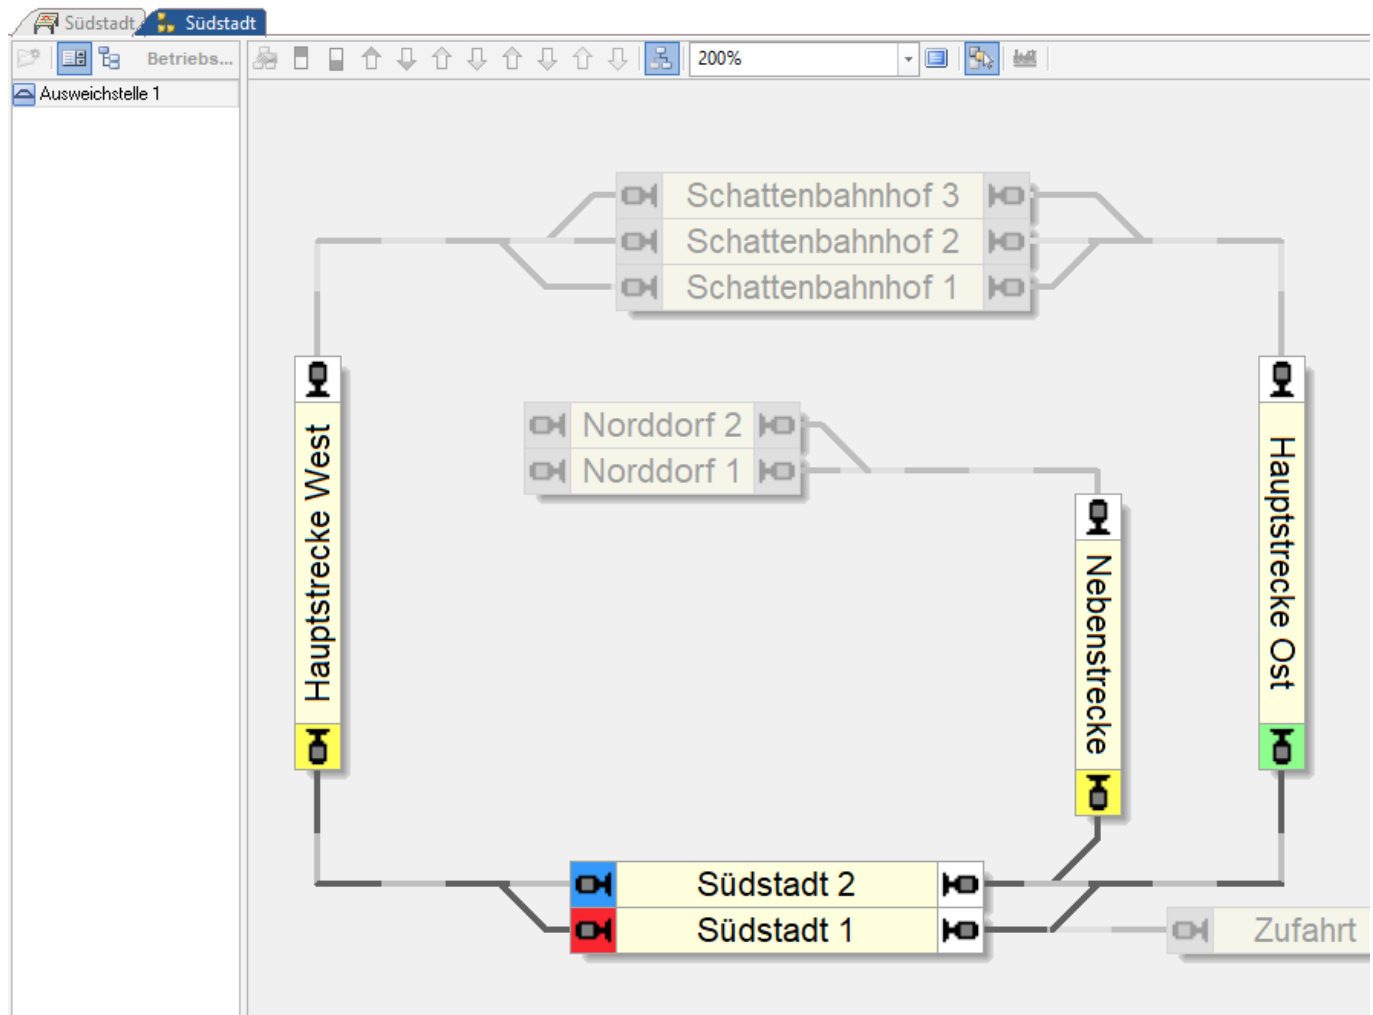 Südstadt
Südstadt
Betriebs...
200%
Ausweichstelle 1
Schattenbahnhof 3
Schattenbahnhof 2
Schattenbahnhof 1
Norddorf 2
Norddorf 1
Hauptstrecke West
Hauptstrecke Ost
Nebenstrecke
Südstadt 2
Südstadt 1
Zufahrt